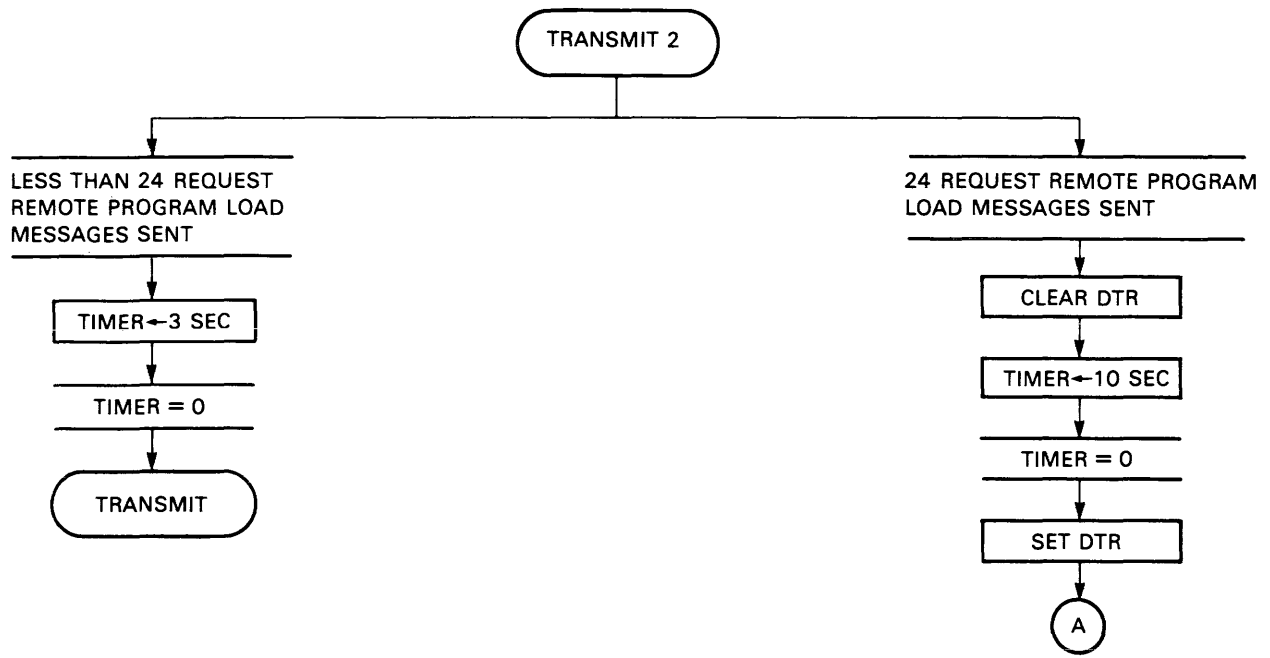 TRANSMIT 2
LESS THAN 24 REQUEST
REMOTE PROGRAM LOAD
MESSAGES SENT
TIMER←3 SEC
TIMER = 0
TRANSMIT
24 REQUEST REMOTE PROGRAM
LOAD MESSAGES SENT
CLEAR DTR
TIMER←10 SEC
TIMER = 0
SET DTR
A